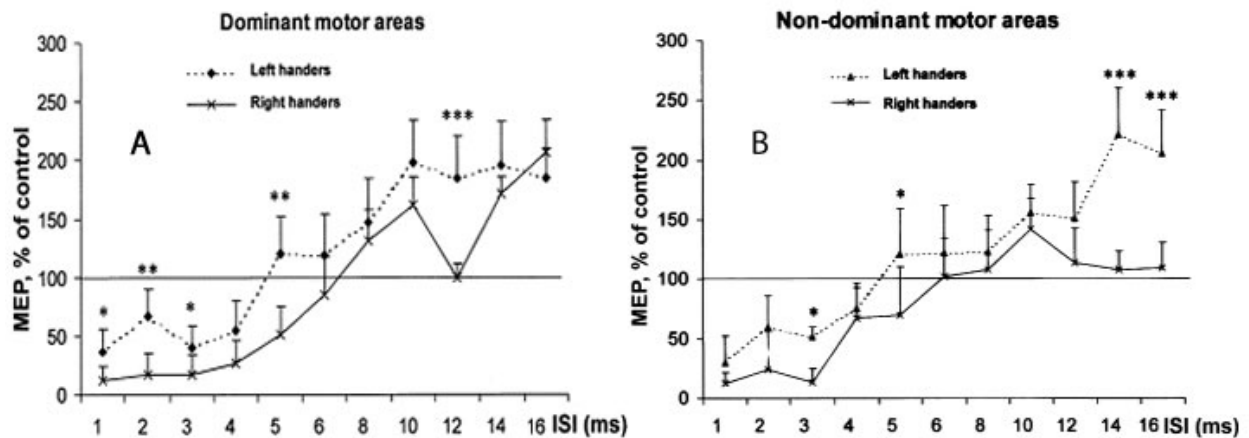 Dominant motor areas
300
250
200
150
100
50
0
MEP, % of control
Left handers
Right handers
A
*
**
*
**
***
1 2 3 4 5 6 8 10 12 14 16 ISI (ms)
Non-dominant motor areas
300
250
200
150
100
50
0
MEP, % of control
Left handers
Right handers
B
*
*
***
***
1 2 3 4 5 6 8 10 12 14 16 ISI (ms)